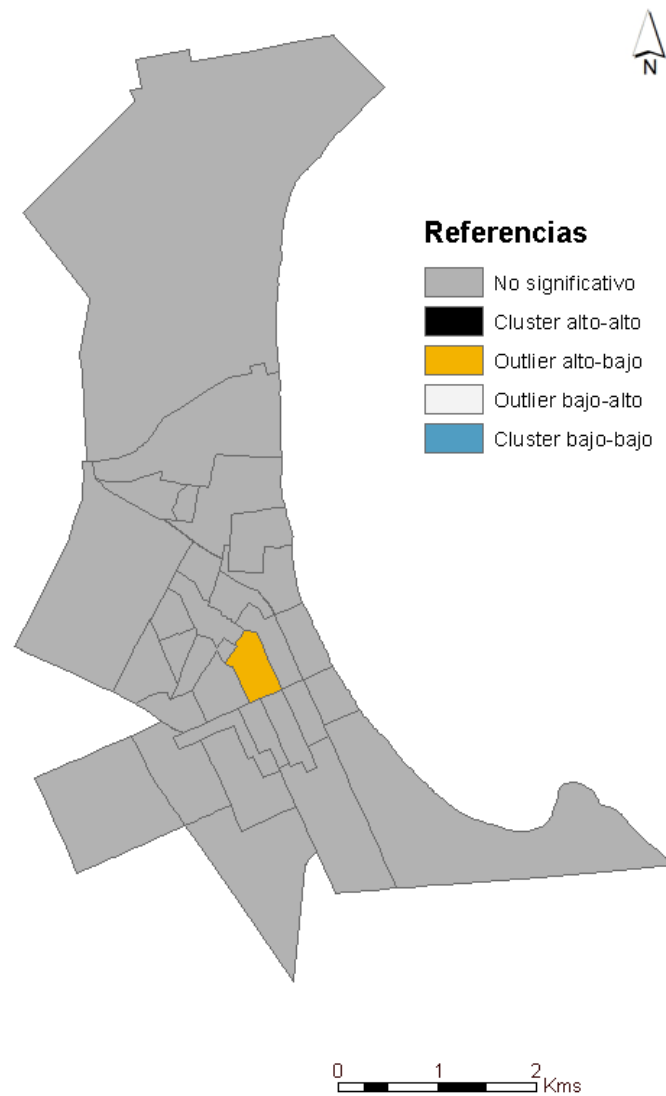 N
Referencias
No significativo
Cluster alto-alto
Outlier alto-bajo
Outlier bajo-alto
Cluster bajo-bajo
0 1 2
Kms